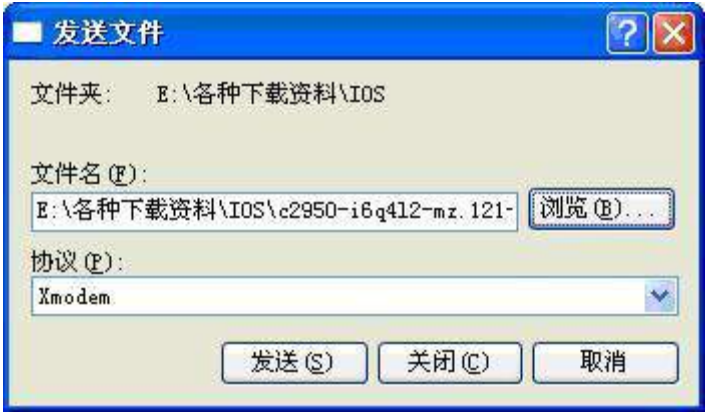 发送文件
文件夹: E:\各种下载资料\IOS
文件名(F):
E:\各种下载资料\IOS\c2950-i6q4l2-mz.121- 浏览(B)...
协议(P):
Xmodem
发送(S) 关闭(C) 取消